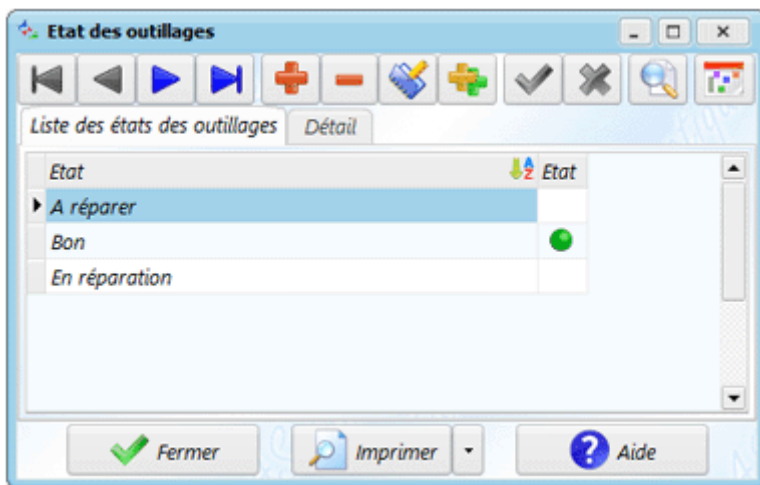 Etat des outillages
Liste des états des outillages Détail
Etat Etat
A réparer
Bon
En réparation
Fermer Imprimer Aide